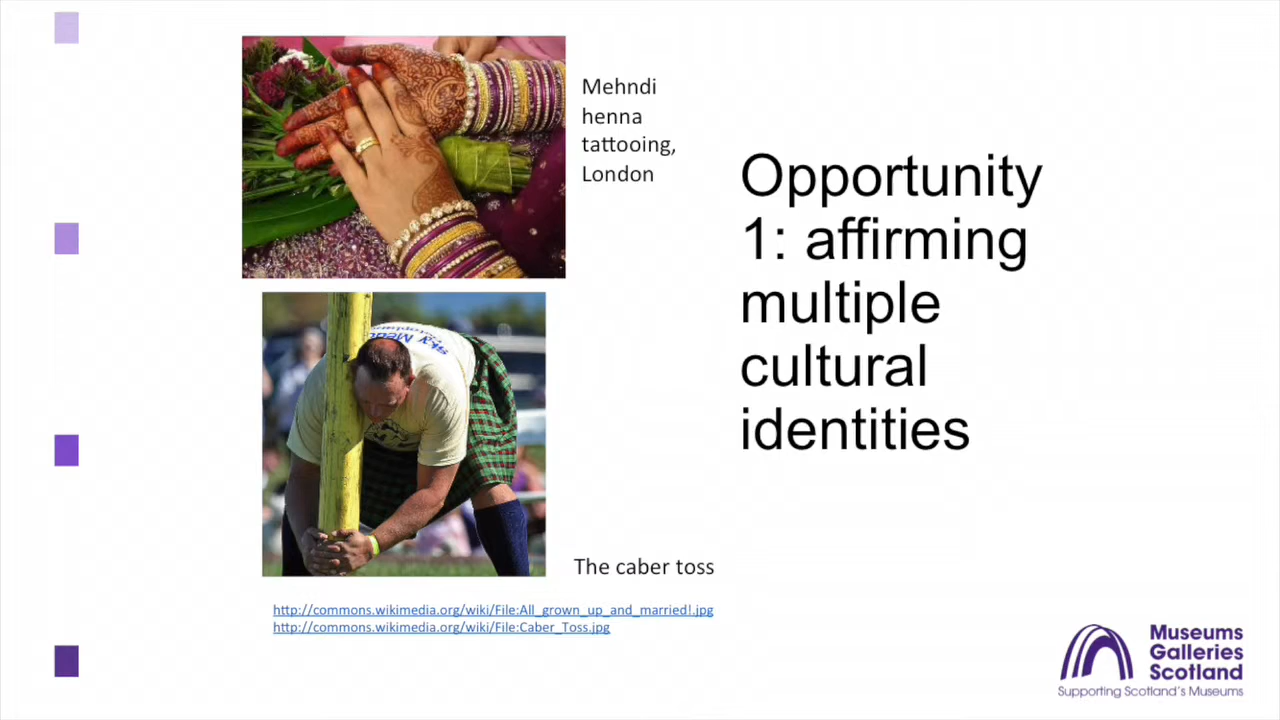 Mehndi
henna
tattooing,
London
Opportunity
1: affirming
multiple
cultural
identities
The caber toss
http://commons.wikimedia.org/wiki/File:All_grown_up_and_married!.jpg
http://commons.wikimedia.org/wiki/File:Caber_Toss.jpg
Museums
Galleries
Scotland
Supporting Scotland's Museums